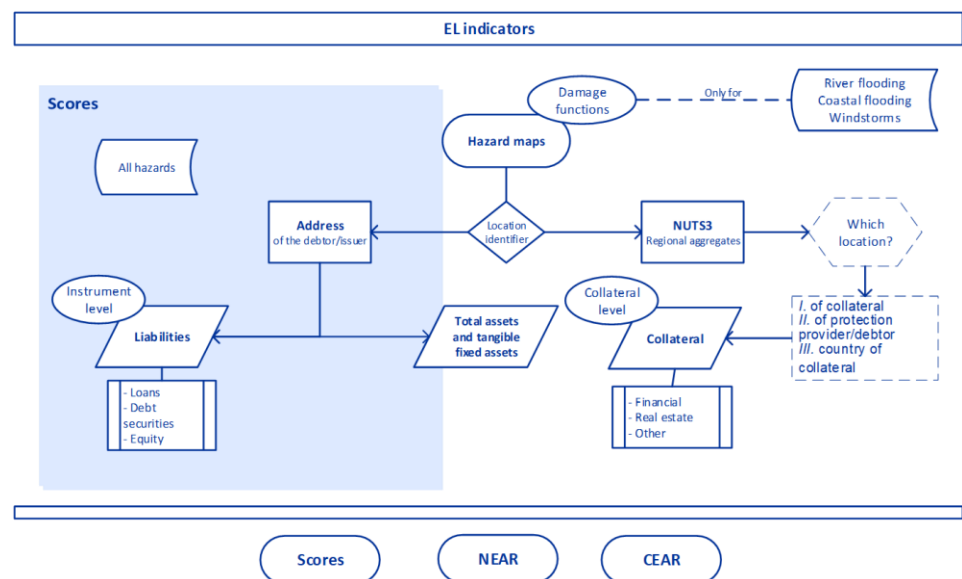 EL indicators
Scores
All hazards
Damage
functions
Only for
River flooding
Coastal flooding
Windstorms
Hazard maps
Address
of the debtor/issuer
Location
identifier
NUTS3
Regional aggregates
Which
location?
Instrument
level
Liabilities
Total assets
and tangible
fixed assets
Collateral
level
Collateral
I. of collateral
II. of protection
provider/debtor
III. country of
collateral
- Loans
- Debt
securities
- Equity
- Financial
- Real estate
- Other
Scores
NEAR
CEAR